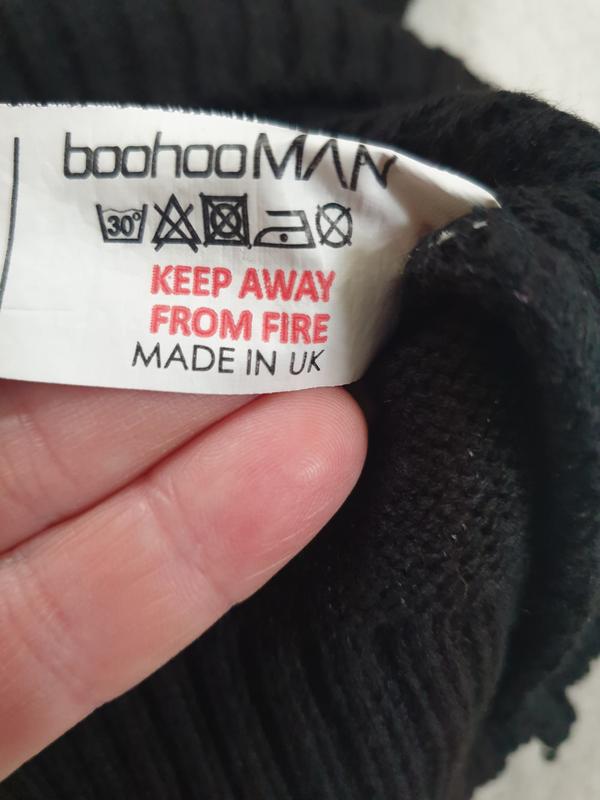 boohooMAN
30°
KEEP AWAY
FROM FIRE
MADE IN UK